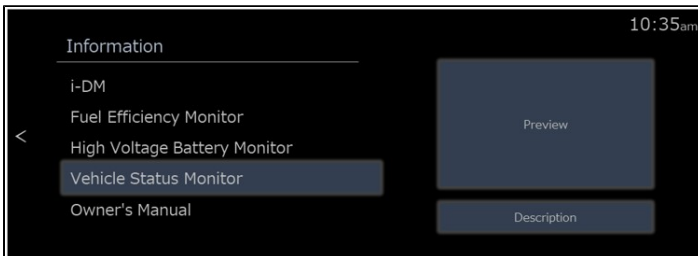 10:35am
Information
i-DM
Fuel Efficiency Monitor
High Voltage Battery Monitor
<
Vehicle Status Monitor
Owner's Manual
Preview
Description